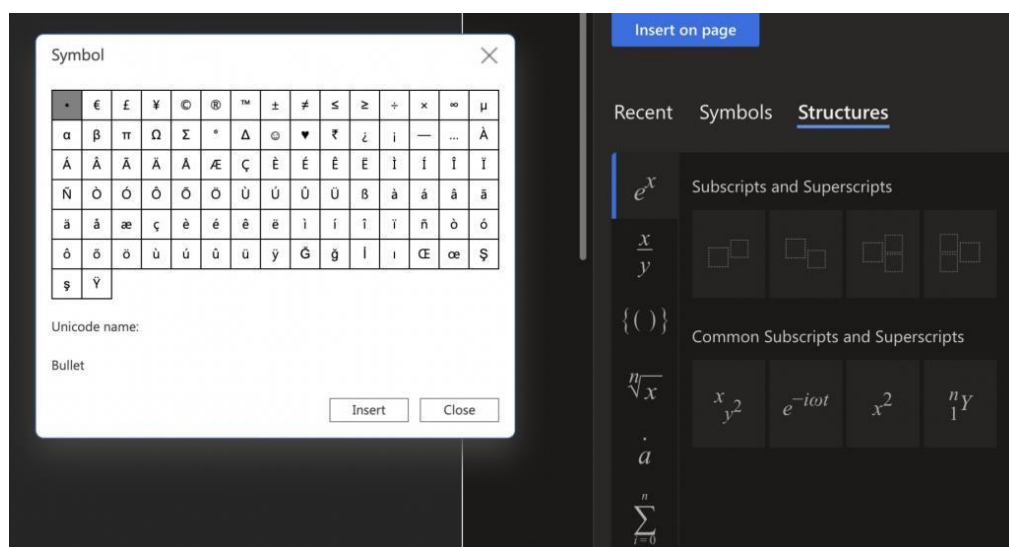 Symbol
• € £ ¥ © ® ™ ± ≠ ≤ ≥ ÷ × ∞ µ
α β π Ω Σ ° Δ ☺ ♥ ₹ ¿ ¡ — … À
Á Â Ã Ä Å Æ Ç È É Ê Ë Ì Í Î Ï
Ñ Ò Ó Ô Õ Ö Ù Ú Û Ü ß à á â ã
ä å æ ç è é ê ë ì í î ï ñ ò ó
ô õ ö ù ú û ü ÿ Ğ ğ İ ı Œ œ Ş
ş Ÿ
Unicode name:
Bullet
Insert Close
Insert on page
Recent Symbols Structures
e^x
x/y
{()}
ⁿ√x
ȧ
n∑i=0
Subscripts and Superscripts
Common Subscripts and Superscripts
x_y² e^−iωt x² ⁿ₁Y